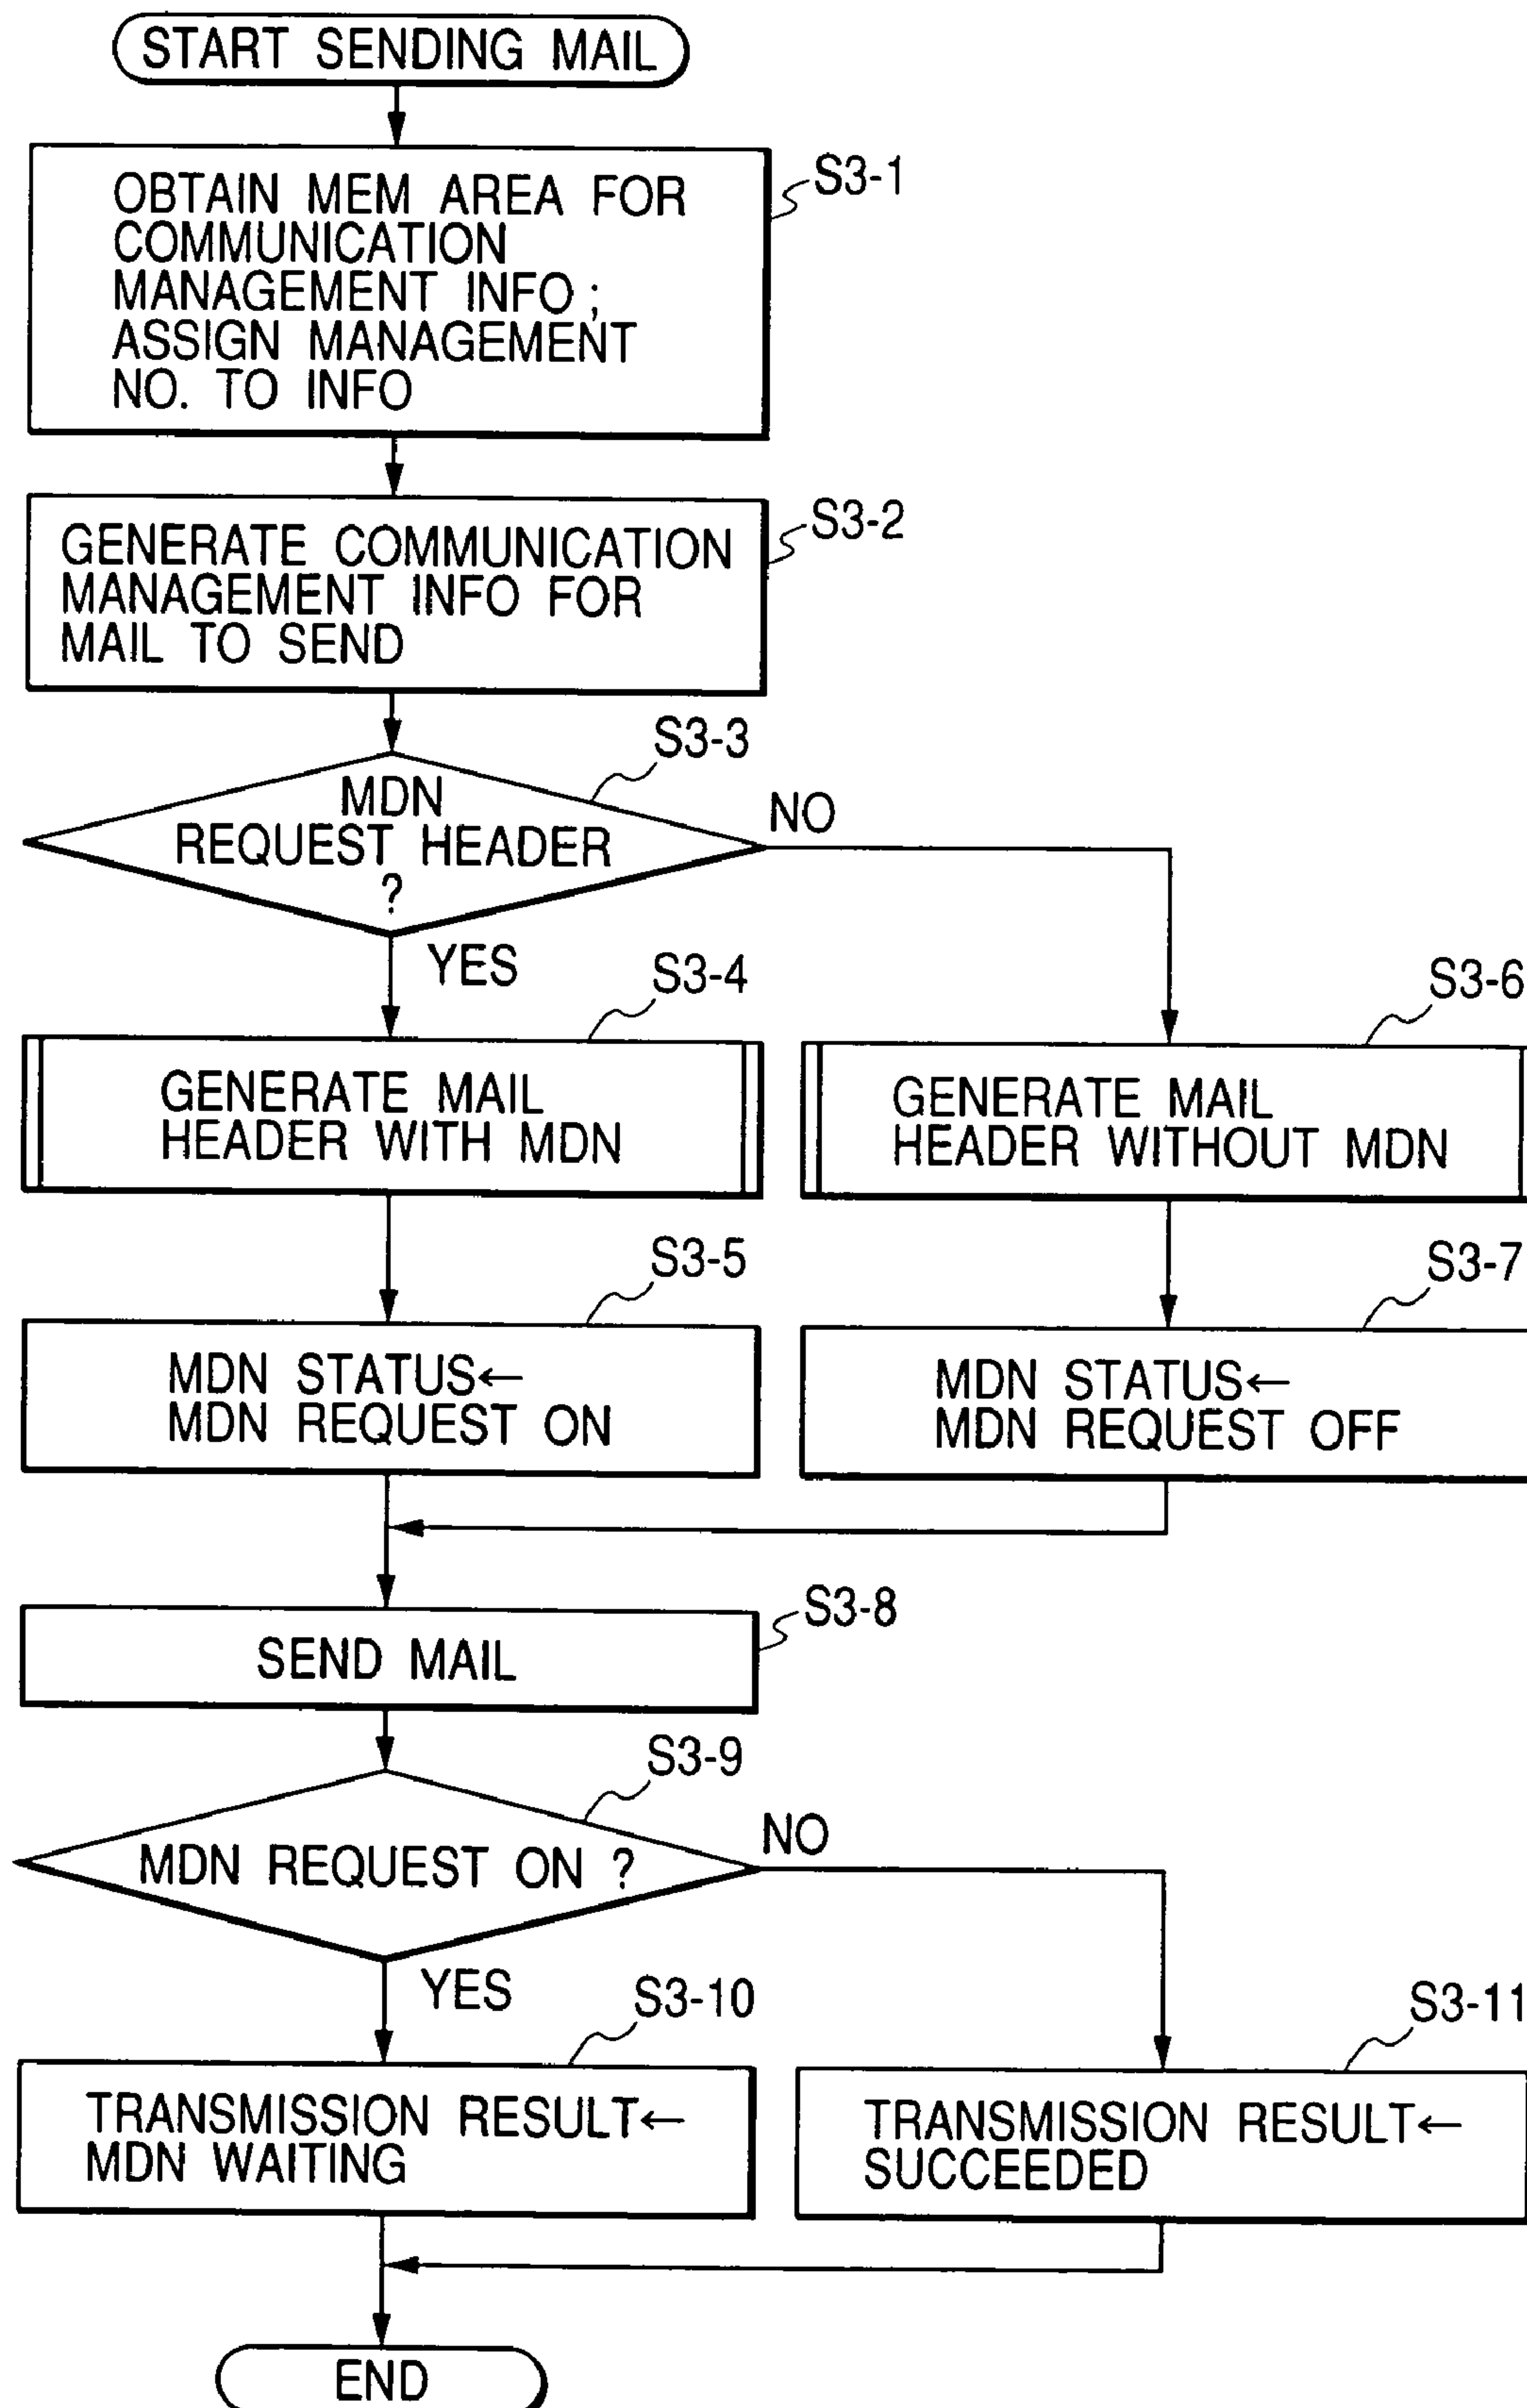 START SENDING MAIL
S3-1
OBTAIN MEM AREA FOR
COMMUNICATION
MANAGEMENT INFO ;
ASSIGN MANAGEMENT
NO. TO INFO
S3-2
GENERATE COMMUNICATION
MANAGEMENT INFO FOR
MAIL TO SEND
S3-3
MDN
REQUEST HEADER
?
NO
YES
S3-4
GENERATE MAIL
HEADER WITH MDN
S3-6
GENERATE MAIL
HEADER WITHOUT MDN
S3-5
MDN STATUS←
MDN REQUEST ON
S3-7
MDN STATUS←
MDN REQUEST OFF
S3-8
SEND MAIL
S3-9
MDN REQUEST ON ?
NO
YES
S3-10
TRANSMISSION RESULT←
MDN WAITING
S3-11
TRANSMISSION RESULT←
SUCCEEDED
END